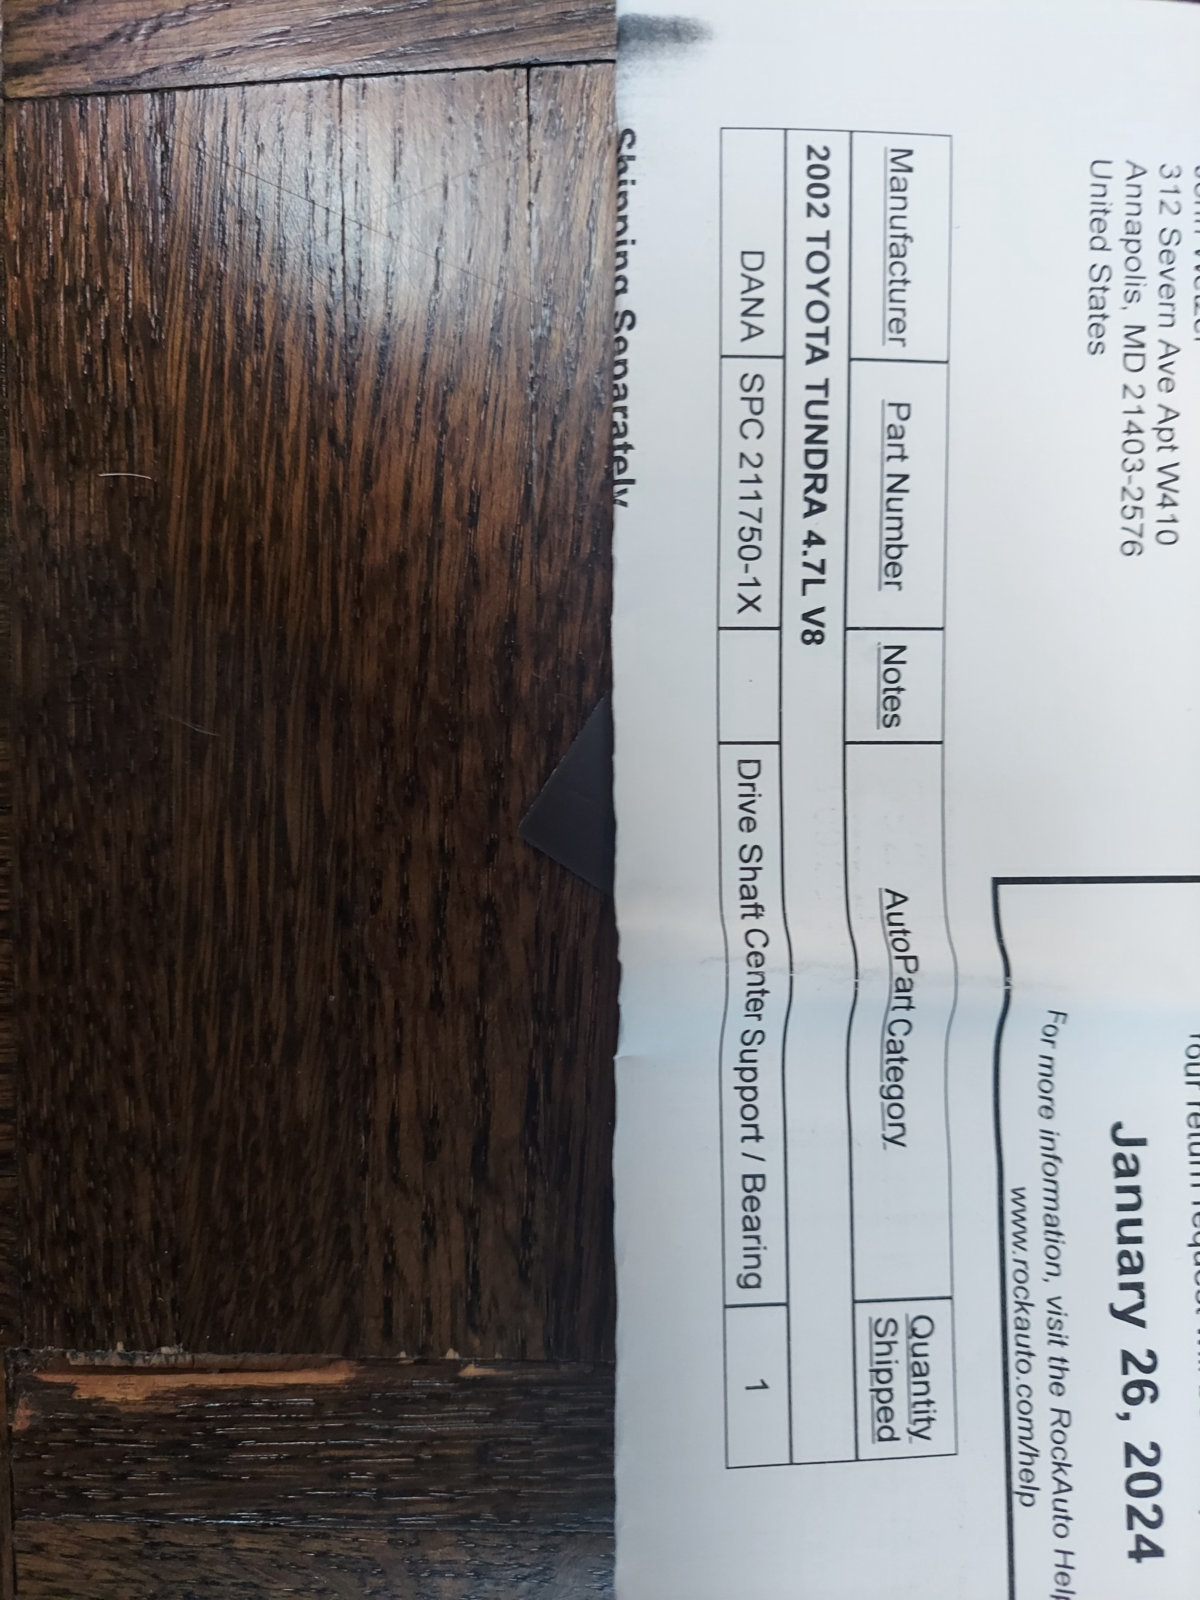 312 Severn Ave Apt W410
Annapolis, MD 21403-2576
United States
January 26, 2024
For more information, visit the RockAuto Help
www.rockauto.com/help
Manufacturer Part Number Notes AutoPart Category Quantity Shipped
2002 TOYOTA TUNDRA 4.7L V8
DANA SPC 211750-1X Drive Shaft Center Support / Bearing 1
Shipping Separately